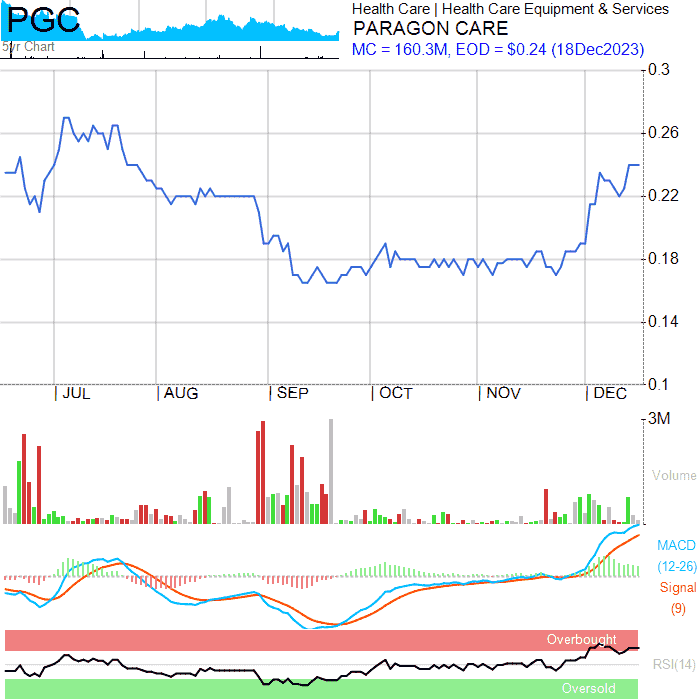 PGC
5yr Chart
Health Care | Health Care Equipment & Services
PARAGON CARE
MC = 160.3M, EOD = $0.24 (18Dec2023)
0.3
0.26
0.22
0.18
0.14
0.1
JUL AUG SEP OCT NOV DEC
3M
Volume
MACD
(12-26)
Signal
(9)
Overbought
RSI(14)
Oversold